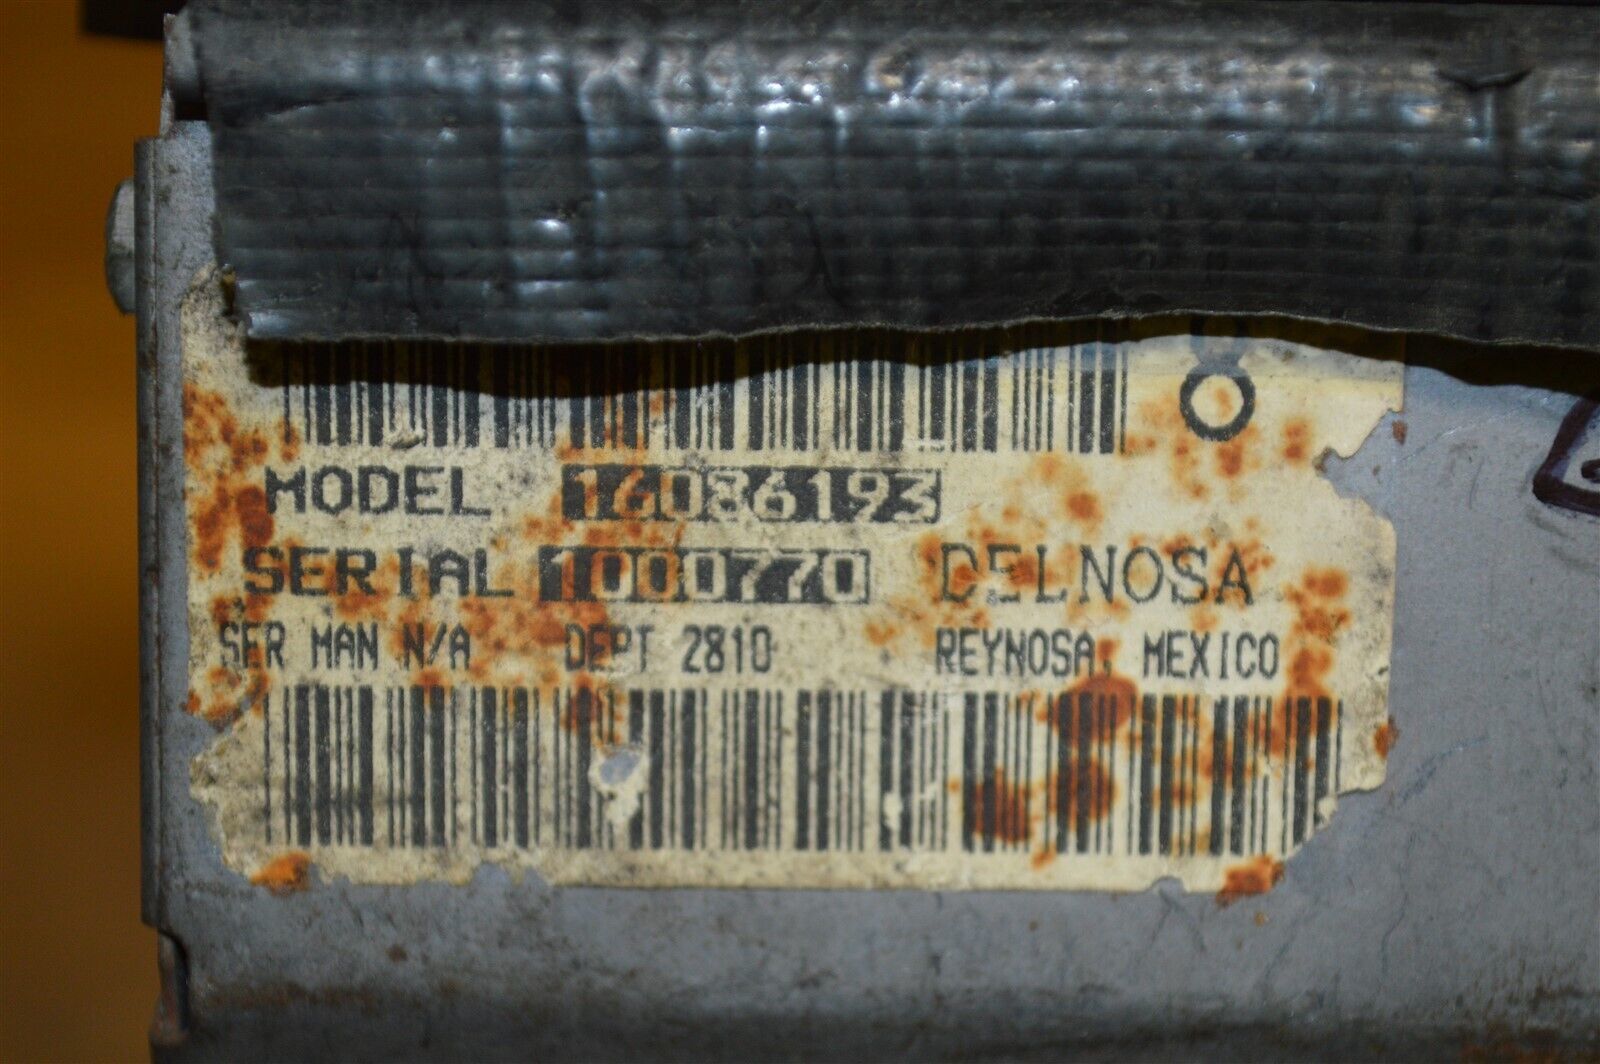 MODEL 16086193
SERIAL 1000770 DELNOSA
SER MAN N/A DEPT 2810 REYNOSA, MEXICO